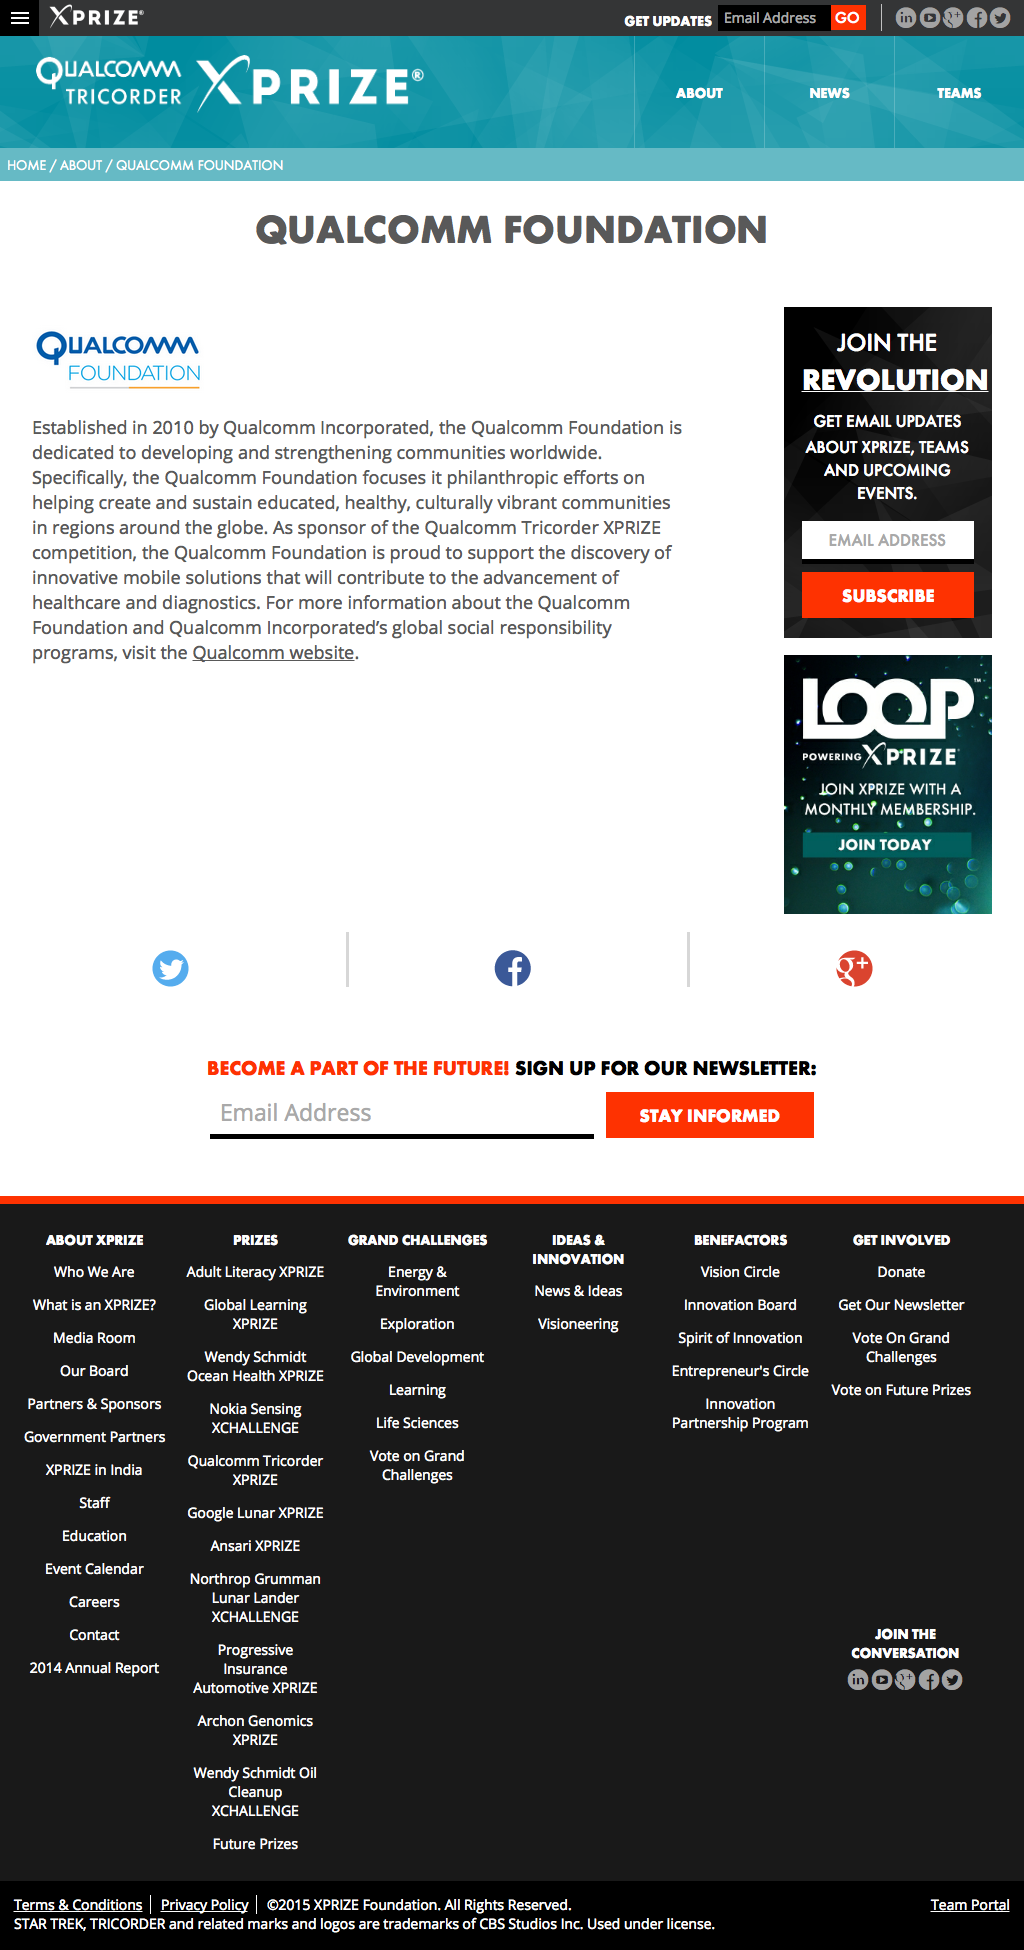 XPRIZE®
GET UPDATES Email Address GO
QUALCOMM
TRICORDER
XPRIZE®
ABOUT NEWS TEAMS
HOME / ABOUT / QUALCOMM FOUNDATION
QUALCOMM FOUNDATION
QUALCOMM
FOUNDATION
Established in 2010 by Qualcomm Incorporated, the Qualcomm Foundation is
dedicated to developing and strengthening communities worldwide.
Specifically, the Qualcomm Foundation focuses it philanthropic efforts on
helping create and sustain educated, healthy, culturally vibrant communities
in regions around the globe. As sponsor of the Qualcomm Tricorder XPRIZE
competition, the Qualcomm Foundation is proud to support the discovery of
innovative mobile solutions that will contribute to the advancement of
healthcare and diagnostics. For more information about the Qualcomm
Foundation and Qualcomm Incorporated’s global social responsibility
programs, visit the Qualcomm website.
JOIN THE
REVOLUTION
GET EMAIL UPDATES
ABOUT XPRIZE, TEAMS
AND UPCOMING
EVENTS.
EMAIL ADDRESS
SUBSCRIBE
LOOP™
POWERING XPRIZE
JOIN XPRIZE WITH A
MONTHLY MEMBERSHIP.
JOIN TODAY
BECOME A PART OF THE FUTURE! SIGN UP FOR OUR NEWSLETTER:
Email Address
STAY INFORMED
ABOUT XPRIZE
Who We Are
What is an XPRIZE?
Media Room
Our Board
Partners & Sponsors
Government Partners
XPRIZE in India
Staff
Education
Event Calendar
Careers
Contact
2014 Annual Report
PRIZES
Adult Literacy XPRIZE
Global Learning
XPRIZE
Wendy Schmidt
Ocean Health XPRIZE
Nokia Sensing
XCHALLENGE
Qualcomm Tricorder
XPRIZE
Google Lunar XPRIZE
Ansari XPRIZE
Northrop Grumman
Lunar Lander
XCHALLENGE
Progressive
Insurance
Automotive XPRIZE
Archon Genomics
XPRIZE
Wendy Schmidt Oil
Cleanup
XCHALLENGE
Future Prizes
GRAND CHALLENGES
Energy &
Environment
Exploration
Global Development
Learning
Life Sciences
Vote on Grand
Challenges
IDEAS &
INNOVATION
News & Ideas
Visioneering
BENEFACTORS
Vision Circle
Innovation Board
Spirit of Innovation
Entrepreneur's Circle
Innovation
Partnership Program
GET INVOLVED
Donate
Get Our Newsletter
Vote On Grand
Challenges
Vote on Future Prizes
JOIN THE
CONVERSATION
Terms & Conditions Privacy Policy ©2015 XPRIZE Foundation. All Rights Reserved. Team Portal
STAR TREK, TRICORDER and related marks and logos are trademarks of CBS Studios Inc. Used under license.